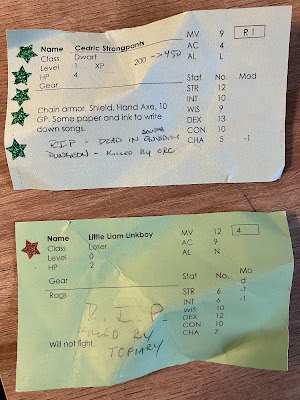 Name Cedric Strongpants MV 9 R1
Class Dwarf AC 4
Level 1 XP 200 -> 450 AL L
HP 4
Gear Stat No. Mod
STR 12
INT 10
Chain armor, Shield, Hand Axe, 10 WIS 9
GP. Some paper and ink to write DEX 13
down songs. CON 10
CHA 5 -1
RIP - DEAD IN
DUNGEON - KILLED BY ORC
Name Little Liam Linkboy MV 12 4
Class Loser AC 9
Level 0 AL N
HP 2
Gear Stat No. Mo
d
Rags STR 6 -1
INT 6 -1
R.I.P. WIS 10
KILLED BY DEX 12
TOPIARY CON 10
Will not fight. CHA 7